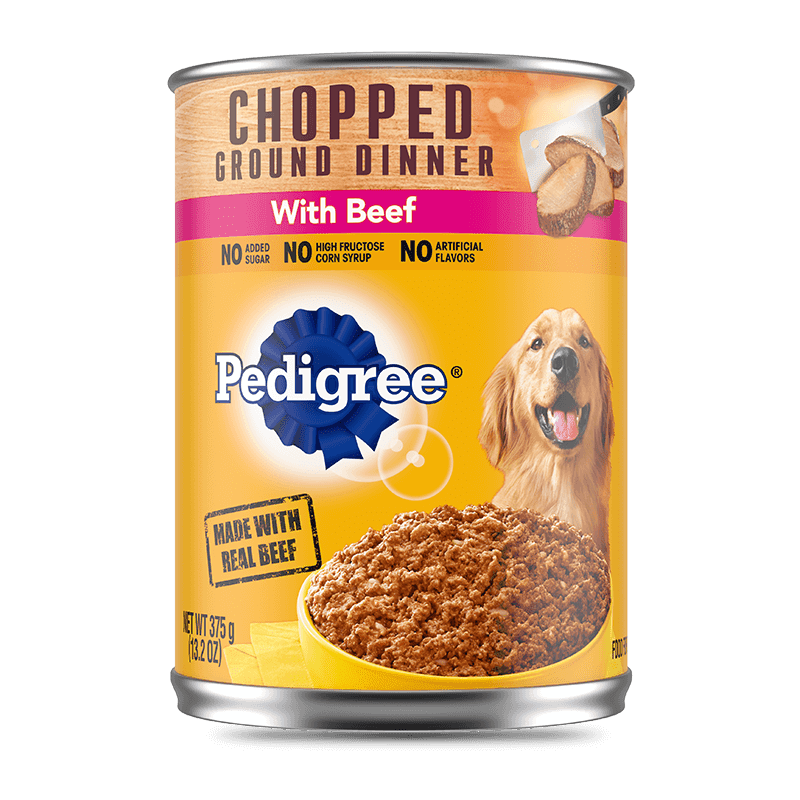 CHOPPED
GROUND DINNER
With Beef
NO ADDED SUGAR NO HIGH FRUCTOSE CORN SYRUP NO ARTIFICIAL FLAVORS
Pedigree®
MADE WITH
REAL BEEF
NET WT 375 g
(13.2 OZ)